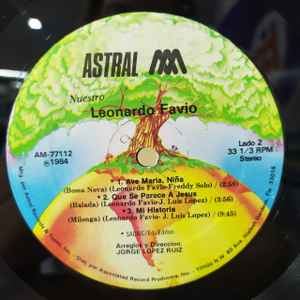 ASTRAL
Nuestro
Leonardo Favio
AM-77112
℗ 1984
Lado 2
33 1/3 RPM
Stereo
• 1. Ave Maria, Niña
(Bossa Nova) (Leonardo Favio-Freddy Solo) / (2:58)
• 2. Que Se Parece A Jesus
(Balada) (Leonardo Favio-J. Luis Lopez) / (3:56)
• 3. Mi Historia
(Milonga) (Leonardo Favio-J. Luis Lopez) / (9:45)
Arreglos y Direccion:
JORGE LOPEZ RUIZ